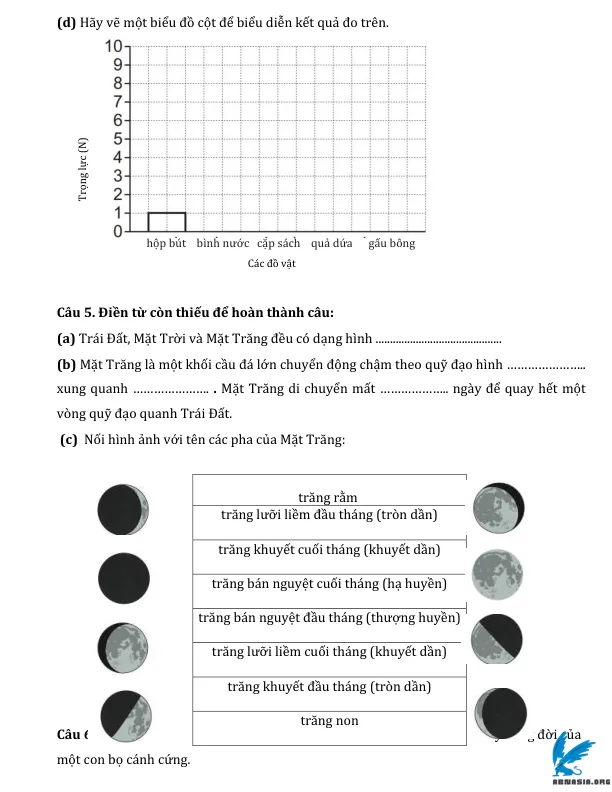 (d) Hãy vẽ một biểu đồ cột để biểu diễn kết quả đo trên.
10
9
8
7
6
5
4
3
2
1
0
Trọng lực (N)
hộp bút bình nước cặp sách quả dứa gấu bông
Các đồ vật
Câu 5. Điền từ còn thiếu để hoàn thành câu:
(a) Trái Đất, Mặt Trời và Mặt Trăng đều có dạng hình ............................................
(b) Mặt Trăng là một khối cầu đá lớn chuyển động chậm theo quỹ đạo hình …………………..
xung quanh …………………. . Mặt Trăng di chuyển mất ……………….. ngày để quay hết một
vòng quỹ đạo quanh Trái Đất.
(c) Nối hình ảnh với tên các pha của Mặt Trăng:
trăng rằm
trăng lưỡi liềm đầu tháng (tròn dần)
trăng khuyết cuối tháng (khuyết dần)
trăng bán nguyệt cuối tháng (hạ huyền)
trăng bán nguyệt đầu tháng (thượng huyền)
trăng lưỡi liềm cuối tháng (khuyết dần)
trăng khuyết đầu tháng (tròn dần)
trăng non
Câu 6 đời của
một con bọ cánh cứng.
ABNASIA.ORG